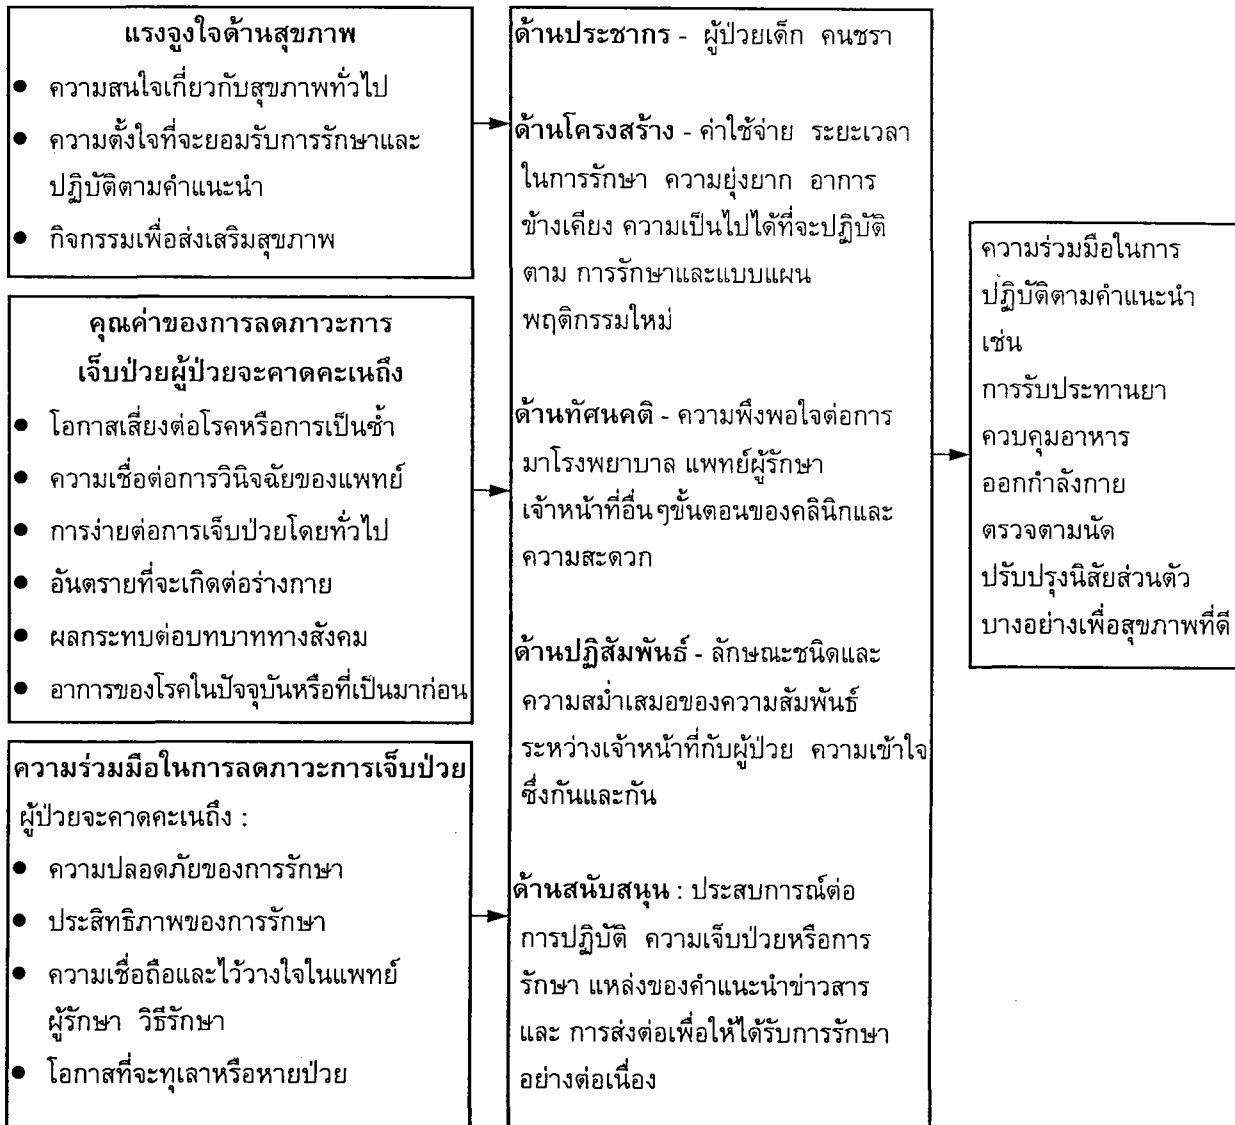 แรงจูงใจด้านสุขภาพ
● ความสนใจเกี่ยวกับสุขภาพทั่วไป
● ความตั้งใจที่จะยอมรับการรักษาและ
ปฏิบัติตามคำแนะนำ
● กิจกรรมเพื่อส่งเสริมสุขภาพ
คุณค่าของการลดภาวะการ
เจ็บป่วยผู้ป่วยจะคาดคะเนถึง
● โอกาสเสี่ยงต่อโรคหรือการเป็นซ้ำ
● ความเชื่อต่อการวินิจฉัยของแพทย์
● การง่ายต่อการเจ็บป่วยโดยทั่วไป
● อันตรายที่จะเกิดต่อร่างกาย
● ผลกระทบต่อบทบาททางสังคม
● อาการของโรคในปัจจุบันหรือที่เป็นมาก่อน
ความร่วมมือในการลดภาวะการเจ็บป่วย
ผู้ป่วยจะคาดคะเนถึง :
● ความปลอดภัยของการรักษา
● ประสิทธิภาพของการรักษา
● ความเชื่อถือและไว้วางใจในแพทย์
ผู้รักษา วิธีรักษา
● โอกาสที่จะทุเลาหรือหายป่วย
ด้านประชากร - ผู้ป่วยเด็ก คนชรา
ด้านโครงสร้าง - ค่าใช้จ่าย ระยะเวลา
ในการรักษา ความยุ่งยาก อาการ
ข้างเคียง ความเป็นไปได้ที่จะปฏิบัติ
ตาม การรักษาและแบบแผน
พฤติกรรมใหม่
ด้านทัศนคติ - ความพึงพอใจต่อการ
มาโรงพยาบาล แพทย์ผู้รักษา
เจ้าหน้าที่อื่นๆขั้นตอนของคลินิกและ
ความสะดวก
ด้านปฏิสัมพันธ์ - ลักษณะชนิดและ
ความสม่ำเสมอของความสัมพันธ์
ระหว่างเจ้าหน้าที่กับผู้ป่วย ความเข้าใจ
ซึ่งกันและกัน
ด้านสนับสนุน : ประสบการณ์ต่อ
การปฏิบัติ ความเจ็บป่วยหรือการ
รักษา แหล่งของคำแนะนำข่าวสาร
และ การส่งต่อเพื่อให้ได้รับการรักษา
อย่างต่อเนื่อง
ความร่วมมือในการ
ปฏิบัติตามคำแนะนำ
เช่น
การรับประทานยา
ควบคุมอาหาร
ออกกำลังกาย
ตรวจตามนัด
ปรับปรุงนิสัยส่วนตัว
บางอย่างเพื่อสุขภาพที่ดี